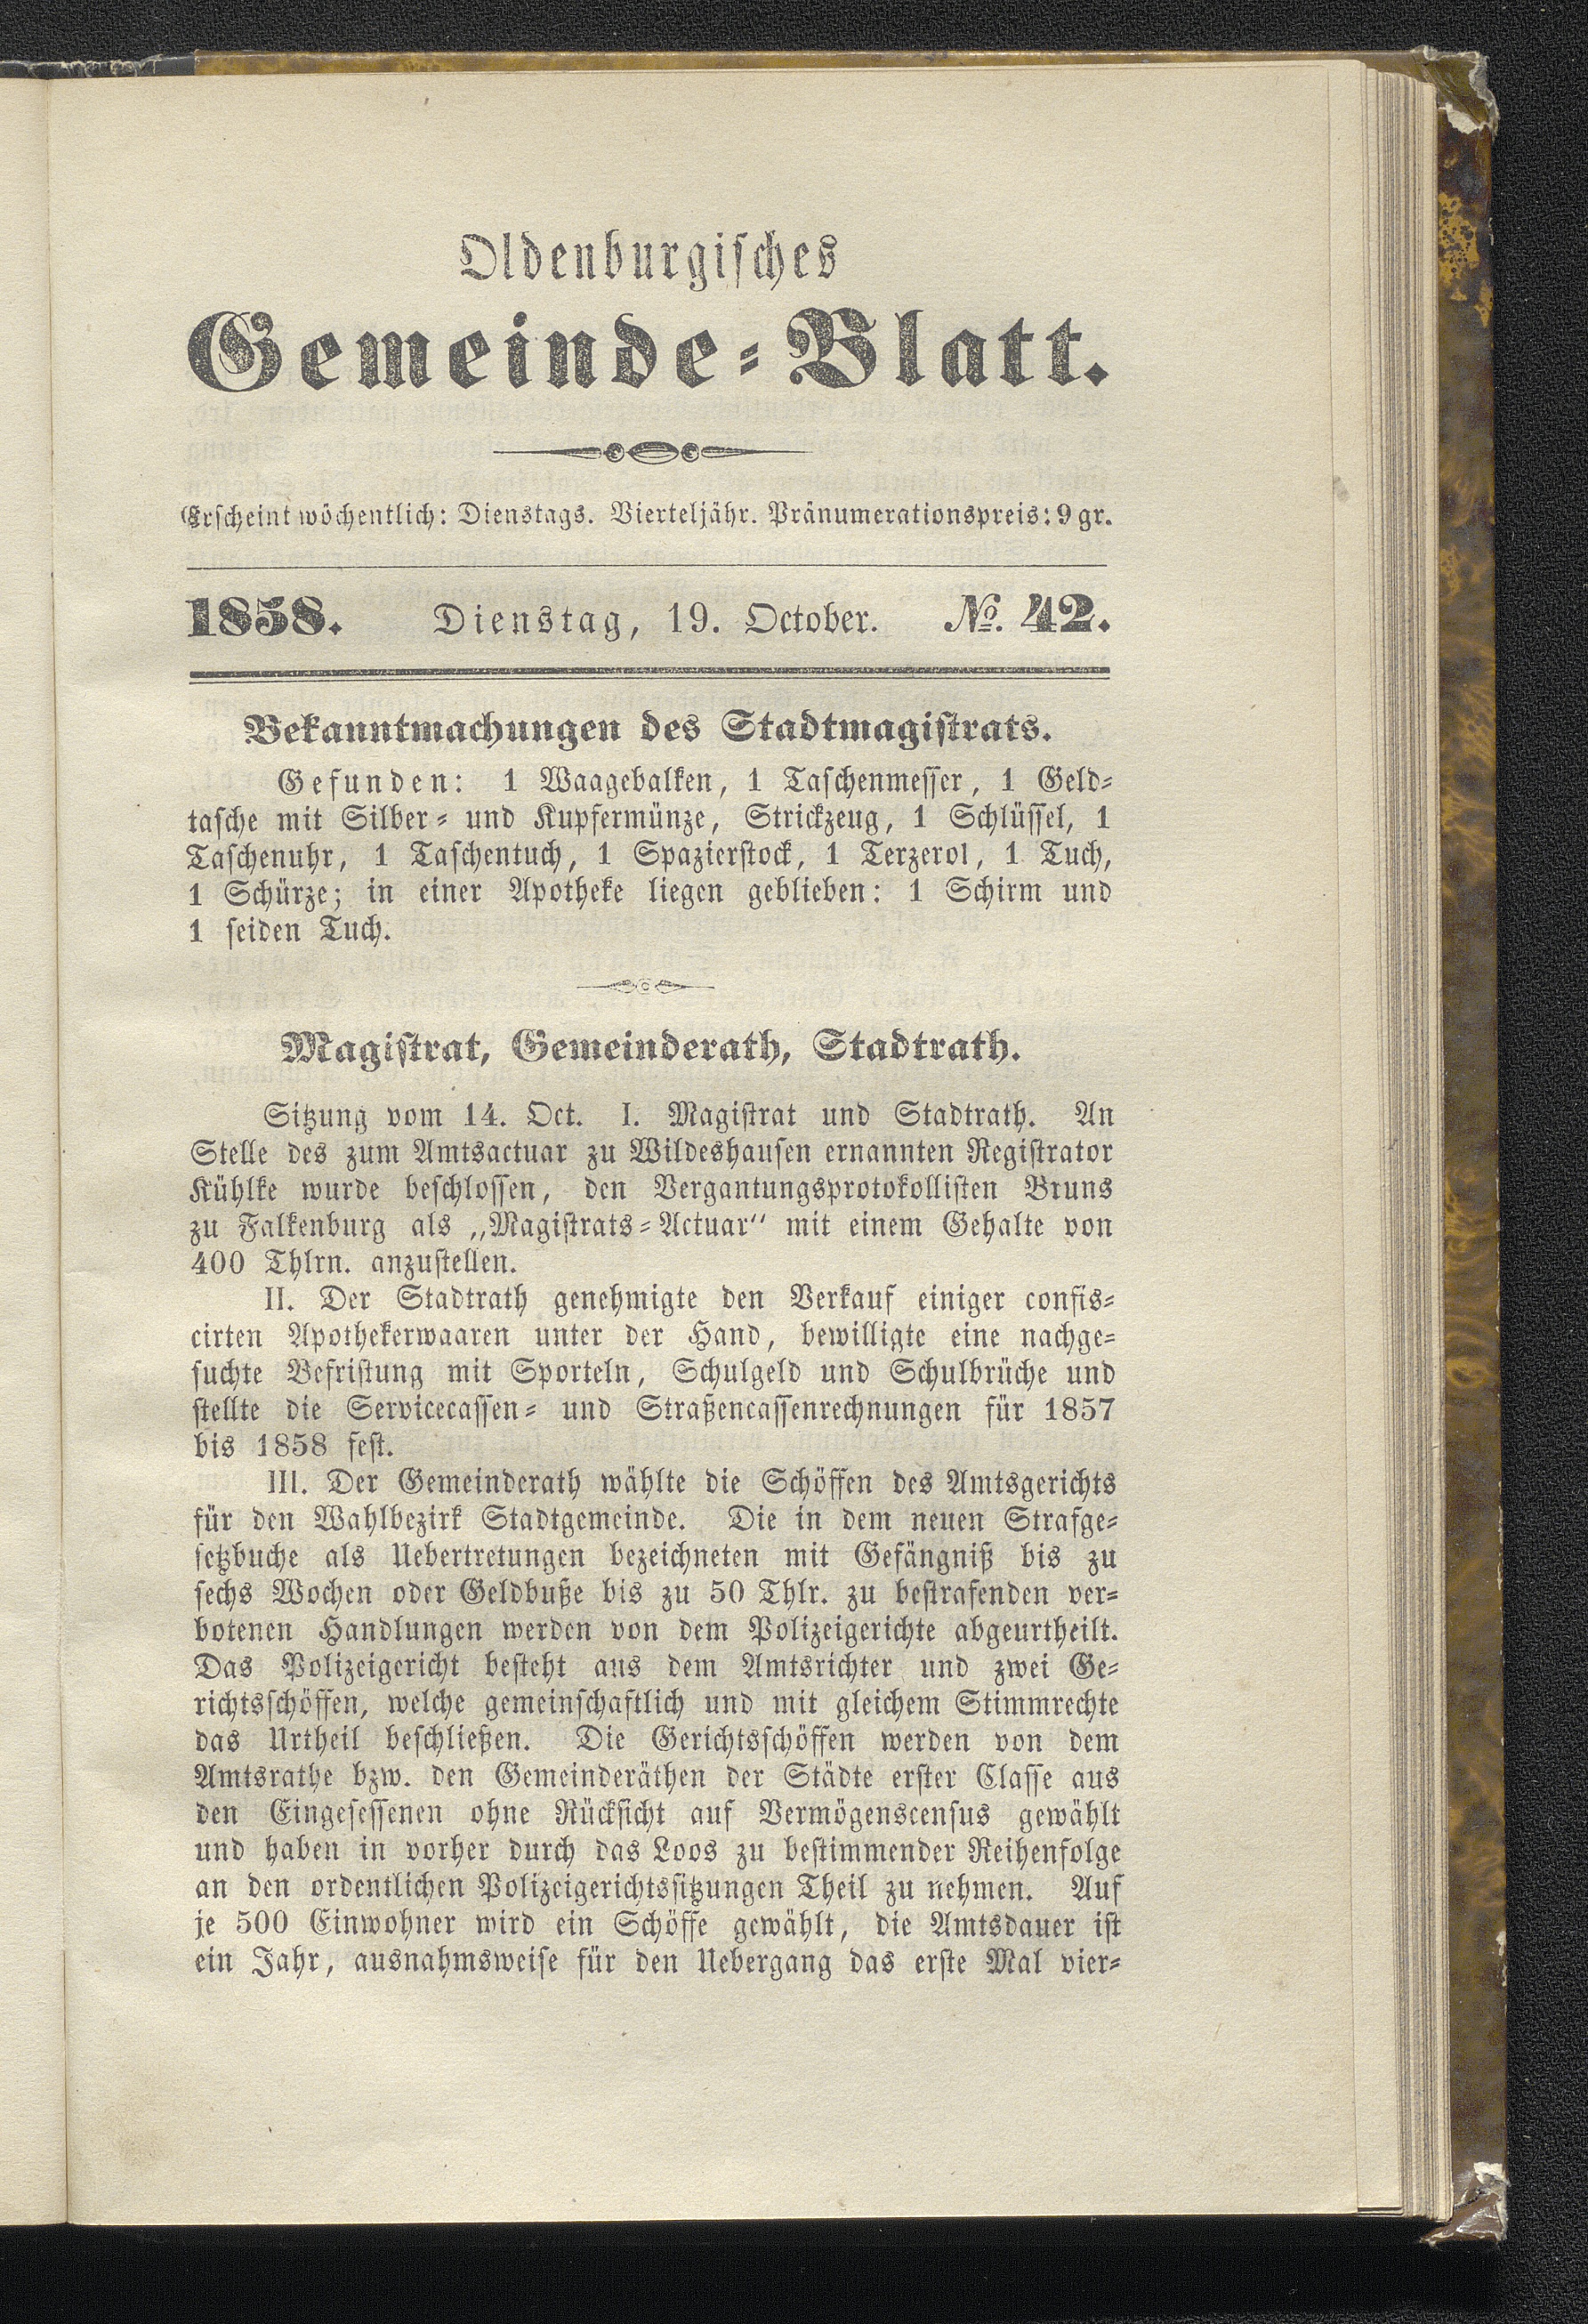 Oldenburgisches
Gemeinde-Blatt.
Erscheint wöchentlich: Dienstags. Vierteljähr. Pränumerationspreis: 9 gr.
1858. Dienstag, 19. October. №. 42.
Bekanntmachungen des Stadtmagistrats.
Gefunden: 1 Waagebalken, 1 Taschenmesser, 1 Geld-
tasche mit Silber- und Kupfermünze, Strickzeug, 1 Schlüssel, 1
Taschenuhr, 1 Taschentuch, 1 Spazierstock, 1 Terzerol, 1 Tuch,
1 Schürze; in einer Apotheke liegen geblieben: 1 Schirm und
1 seiden Tuch.
Magistrat, Gemeinderath, Stadtrath.
Sitzung vom 14. Oct. I. Magistrat und Stadtrath. An
Stelle des zum Amtsactuar zu Wildeshausen ernannten Registrator
Kühlke wurde beschlossen, den Vergantungsprotokollisten Bruns
zu Falkenburg als „Magistrats-Actuar“ mit einem Gehalte von
400 Thlrn. anzustellen.
II. Der Stadtrath genehmigte den Verkauf einiger confis-
cirten Apothekerwaaren unter der Hand, bewilligte eine nachge-
suchte Befristung mit Sporteln, Schulgeld und Schulbrüche und
stellte die Servicecassen- und Straßencassenrechnungen für 1857
bis 1858 fest.
III. Der Gemeinderath wählte die Schöffen des Amtsgerichts
für den Wahlbezirk Stadtgemeinde. Die in dem neuen Strafge-
setzbuche als Uebertretungen bezeichneten mit Gefängniß bis zu
sechs Wochen oder Geldbuße bis zu 50 Thlr. zu bestrafenden ver-
botenen Handlungen werden von dem Polizeigerichte abgeurtheilt.
Das Polizeigericht besteht aus dem Amtsrichter und zwei Ge-
richtsschöffen, welche gemeinschaftlich und mit gleichem Stimmrechte
das Urtheil beschließen. Die Gerichtsschöffen werden von dem
Amtsrathe bzw. den Gemeinderäthen der Städte erster Classe aus
den Eingesessenen ohne Rücksicht auf Vermögenscensus gewählt
und haben in vorher durch das Loos zu bestimmender Reihenfolge
an den ordentlichen Polizeigerichtssitzungen Theil zu nehmen. Auf
je 500 Einwohner wird ein Schöffe gewählt, die Amtsdauer ist
ein Jahr, ausnahmsweise für den Uebergang das erste Mal vier-